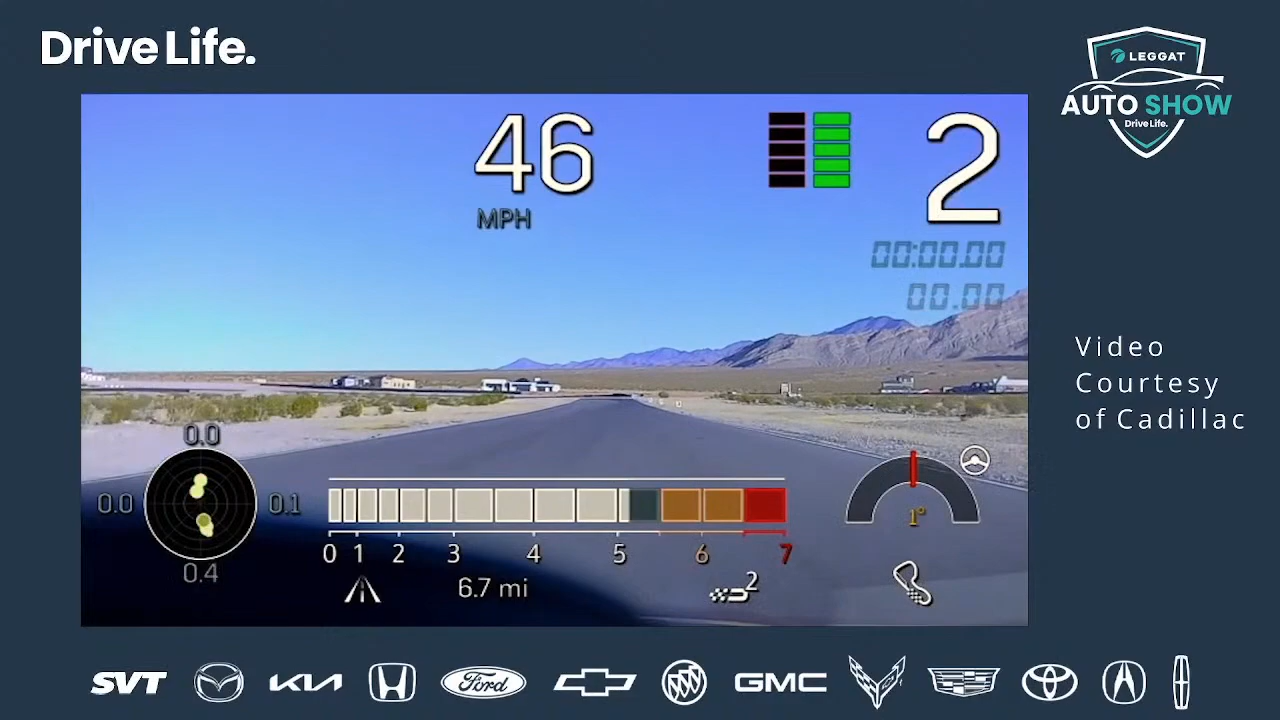 Drive Life.
LEGGAT
AUTO SHOW
Drive Life.
46
MPH
2
00:00.00
00.00
Video
Courtesy
of Cadillac
0.0
0.0
0.1
0.4
0 1 2 3 4 5 6 7
1°
6.7 mi
2
SVT
KIA
Ford
GMC